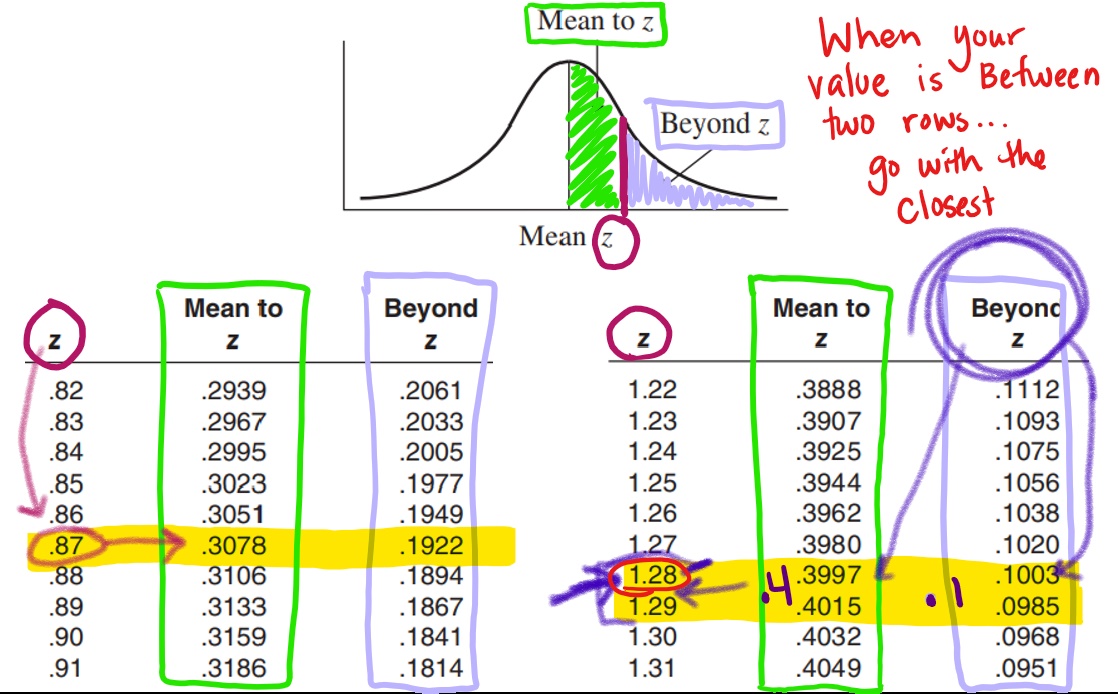 Mean to z
When your
value is Between
two rows...
go with the
closest
Beyond z
Mean z
z Mean to z Beyond z
.82 .2939 .2061
.83 .2967 .2033
.84 .2995 .2005
.85 .3023 .1977
.86 .3051 .1949
.87 .3078 .1922
.88 .3106 .1894
.89 .3133 .1867
.90 .3159 .1841
.91 .3186 .1814
z Mean to z Beyond z
1.22 .3888 .1112
1.23 .3907 .1093
1.24 .3925 .1075
1.25 .3944 .1056
1.26 .3962 .1038
1.27 .3980 .1020
1.28 .3997 .1003
.4 .1
1.29 .4015 .0985
1.30 .4032 .0968
1.31 .4049 .0951